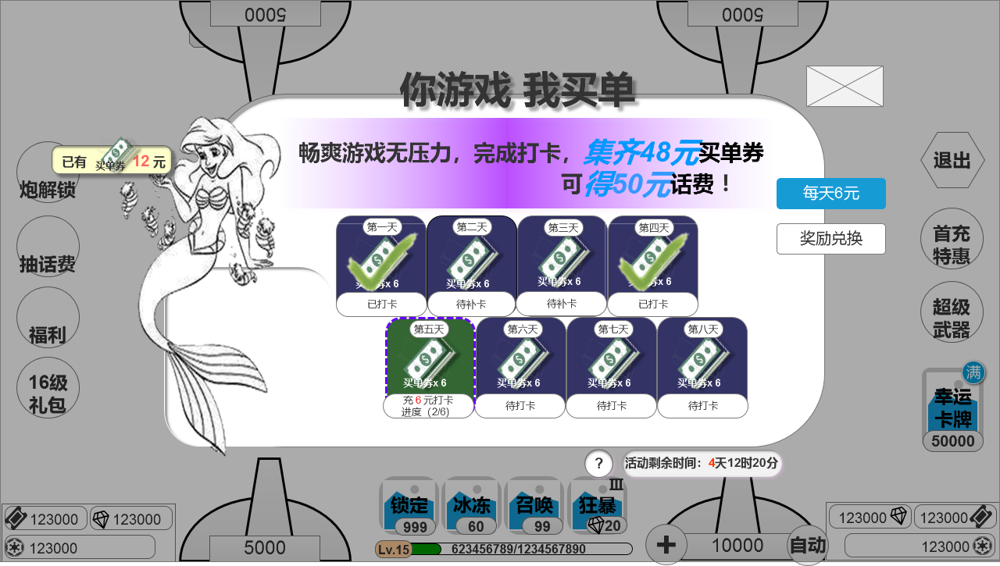 5000
5000
你游戏 我买单
畅爽游戏无压力，完成打卡，集齐48元买单券
可得50元话费！
已有 买单券 12 元
炮解锁
抽话费
福利
16级
礼包
每天6元
奖励兑换
退出
首充
特惠
超级
武器
满
幸运
卡牌
50000
第一天
买单券x 6
已打卡
第二天
买单券x 6
待补卡
第三天
买单券x 6
待补卡
第四天
买单券x 6
已打卡
第五天
买单券x 6
充 6 元打卡
进度（2/6)
第六天
买单券x 6
待打卡
第七天
买单券x 6
待打卡
第八天
买单券x 6
待打卡
?
活动剩余时间：4天12时20分
锁定
999
冰冻
60
召唤
99
III
狂暴
20
Lv.15
623456789/1234567890
123000
123000
123000
5000
+
10000
自动
123000
123000
123000